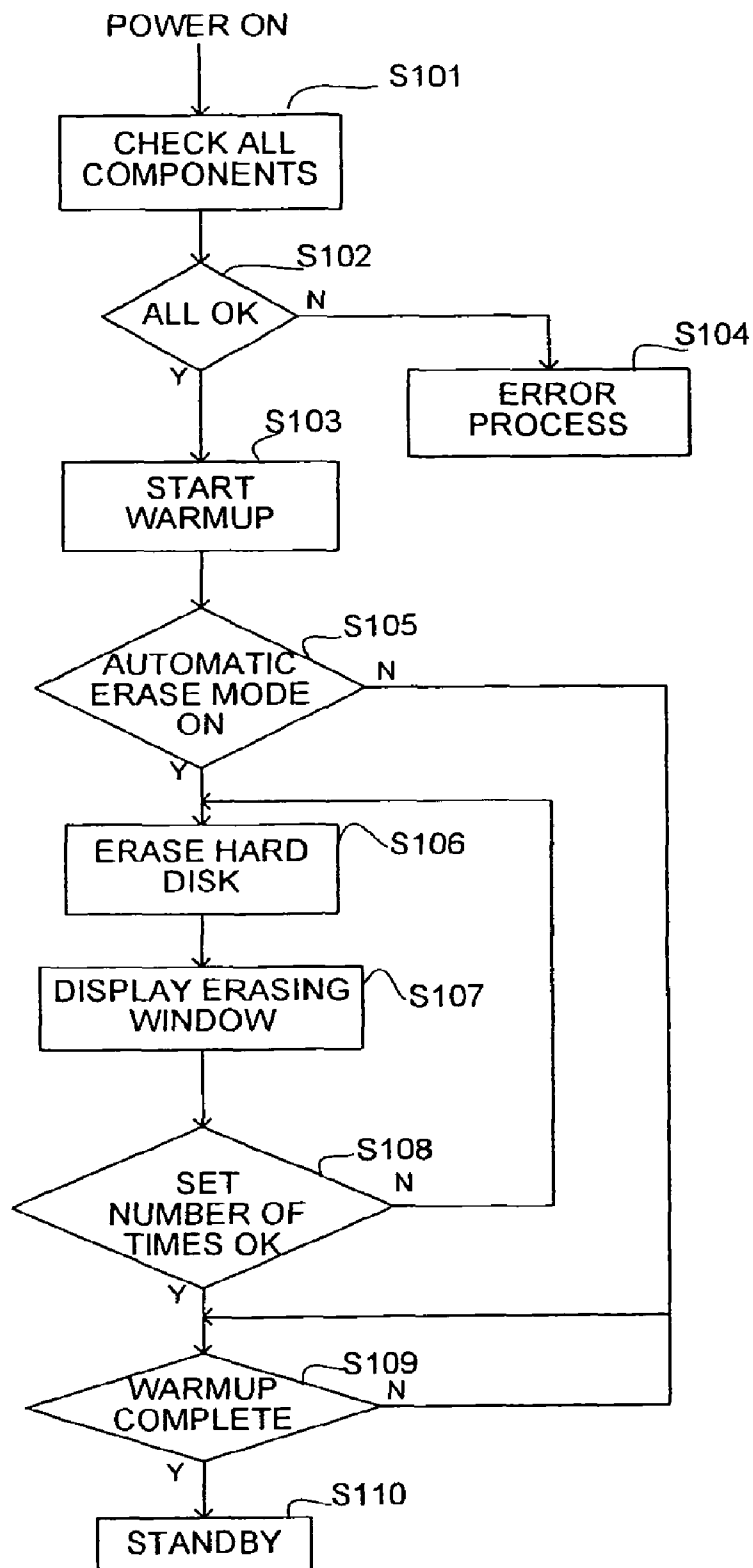 POWER ON
S101
CHECK ALL
COMPONENTS
S102
ALL OK
N
Y
S104
ERROR
PROCESS
S103
START
WARMUP
S105
AUTOMATIC
ERASE MODE
ON
N
Y
ERASE HARD
DISK
S106
DISPLAY ERASING
WINDOW
S107
S108
SET
NUMBER OF
TIMES OK
N
Y
S109
WARMUP
COMPLETE
N
Y
S110
STANDBY